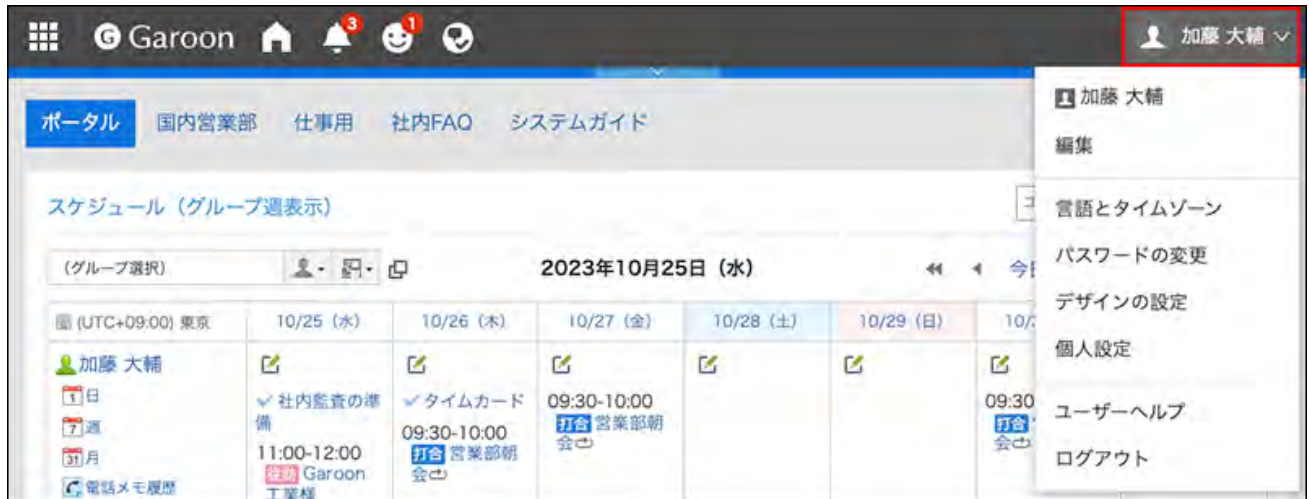 G Garoon 3 1 加藤 大輔
加藤 大輔
編集
言語とタイムゾーン
パスワードの変更
デザインの設定
個人設定
ユーザーヘルプ
ログアウト
ポータル 国内営業部 仕事用 社内FAQ システムガイド
スケジュール（グループ週表示）
(グループ選択) 2023年10月25日（水）
(UTC+09:00) 東京 10/25（水） 10/26（木） 10/27（金） 10/28（土） 10/29（日）
加藤 大輔
1 日
7 週
31 月
電話メモ履歴
社内監査の準
備
11:00-12:00
往訪 Garoon
工業様
タイムカード
09:30-10:00
打合 営業部朝
会
09:30-10:00
打合 営業部朝
会
09:30
打合
会